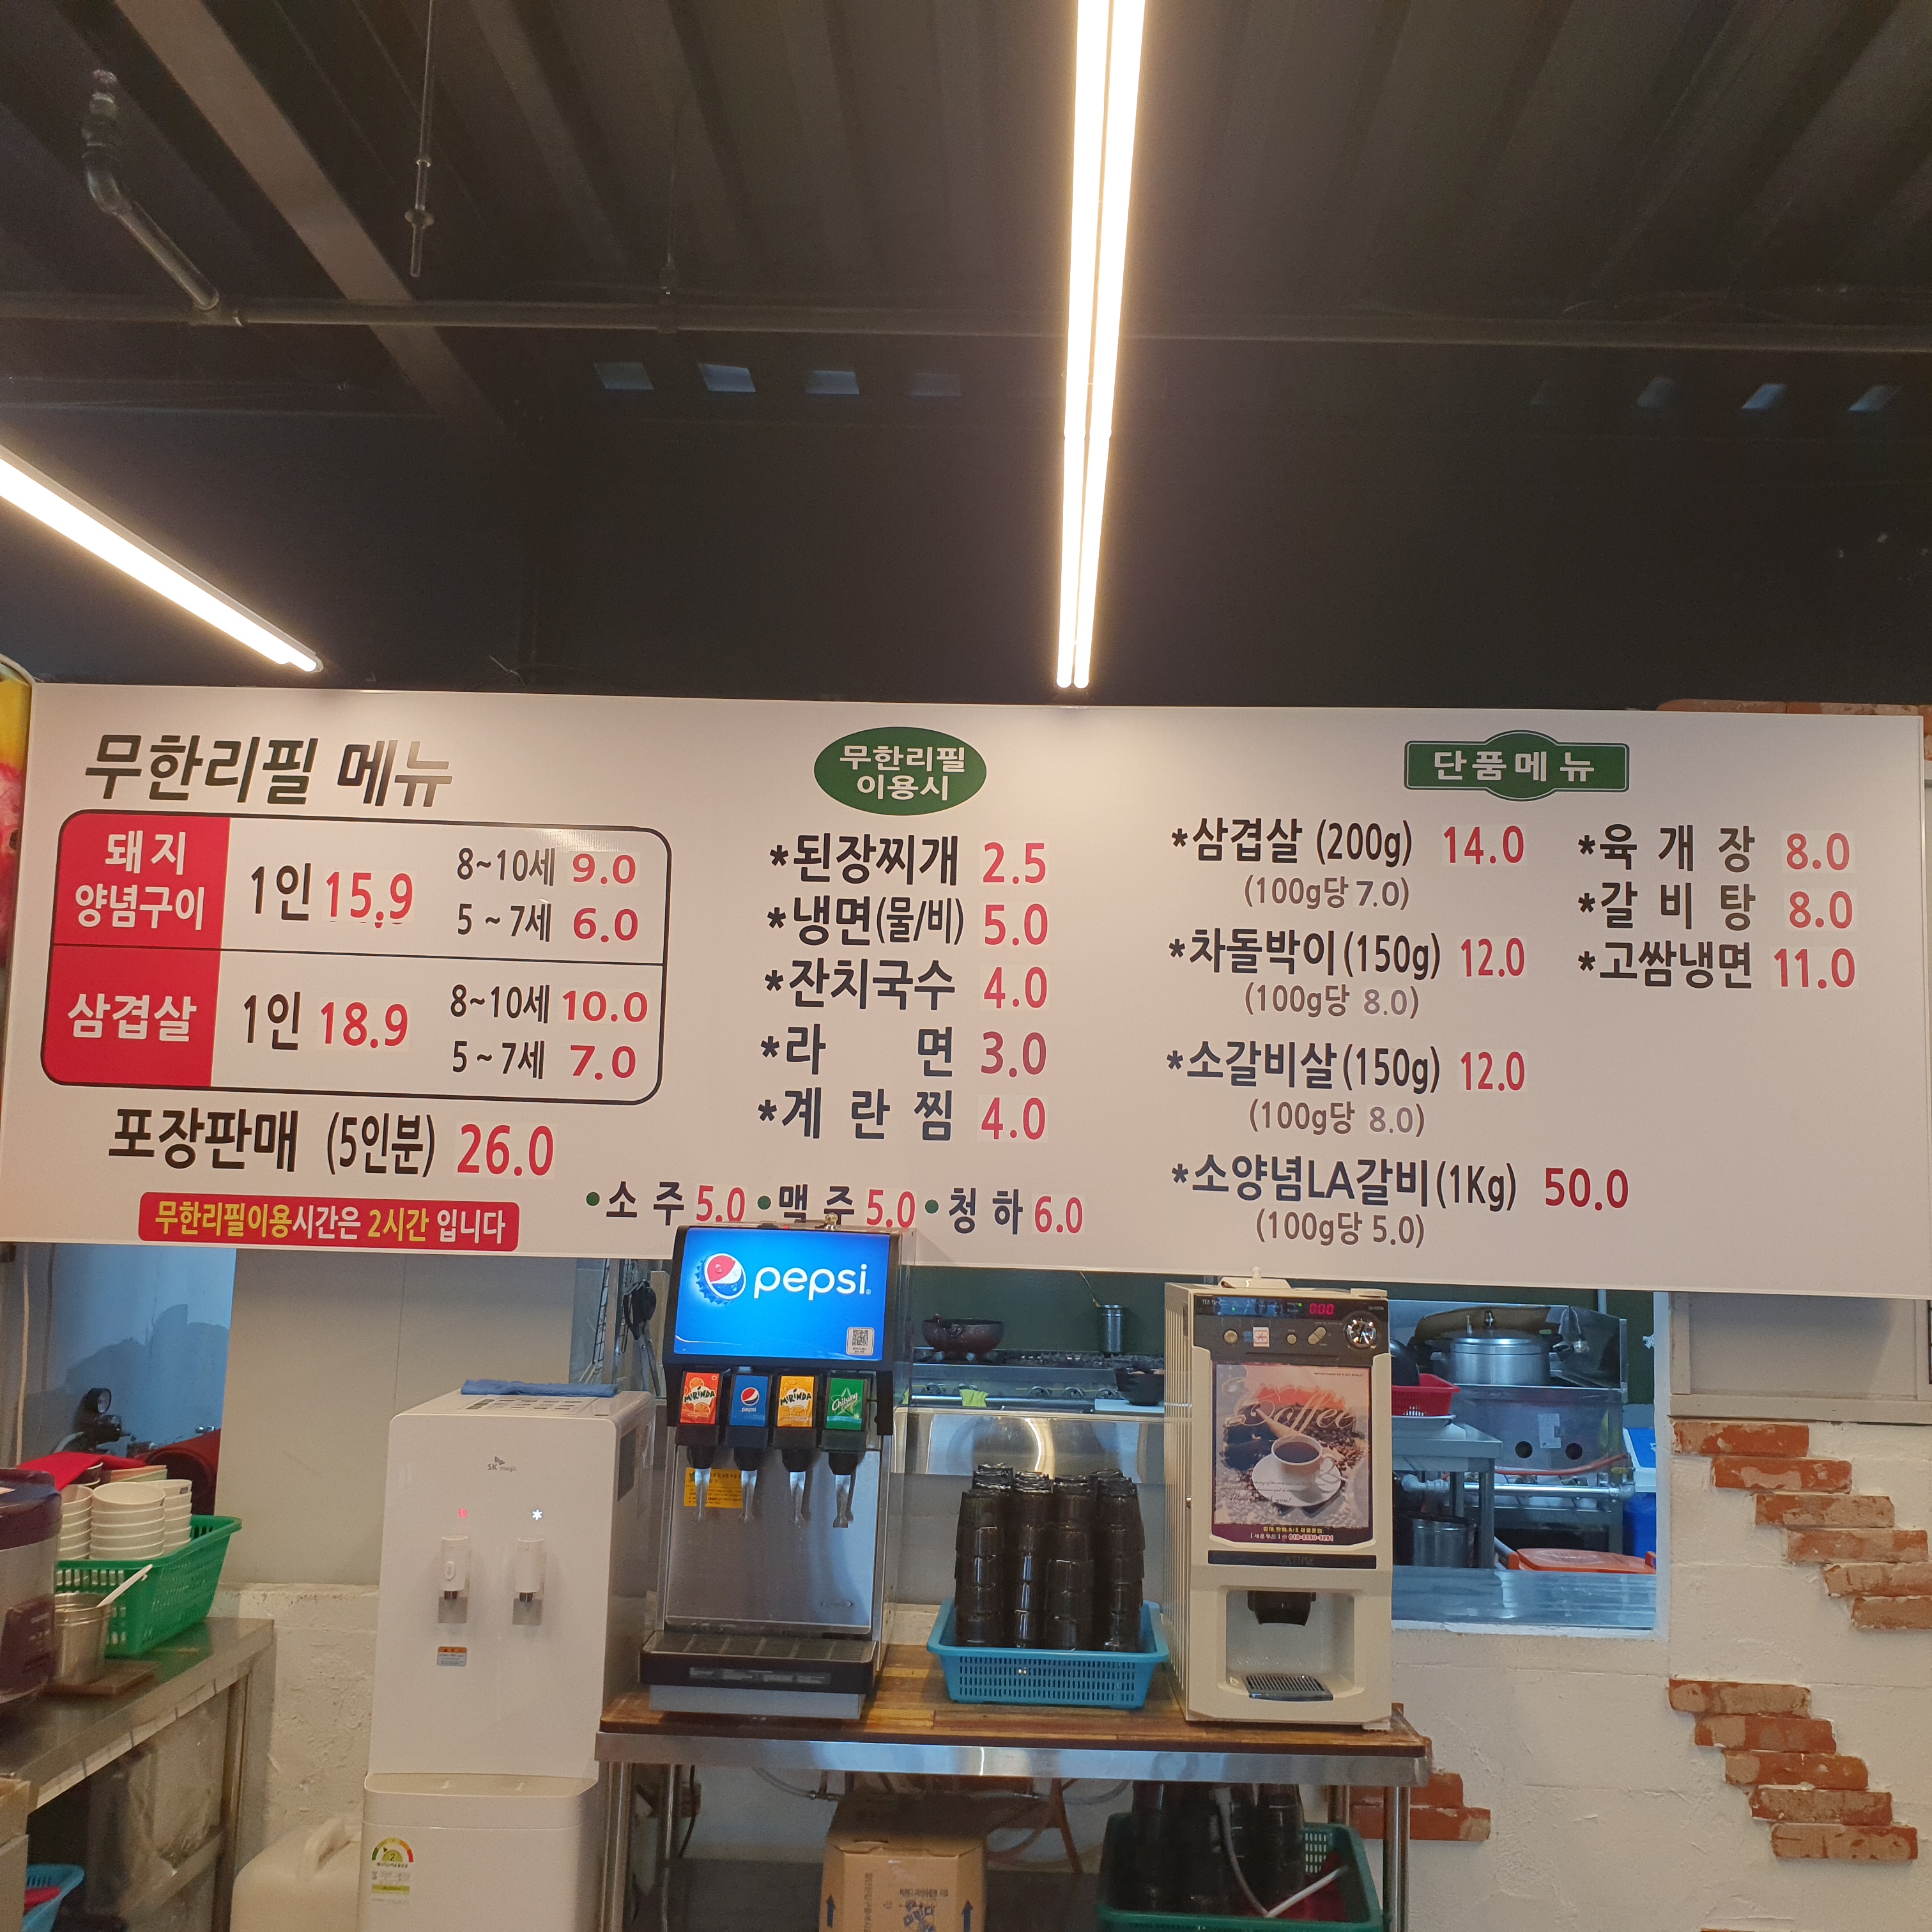 무한리필 메뉴
돼지
양념구이
1인 15.9
8~10세 9.0
5~7세 6.0
삼겹살
1인 18.9
8~10세 10.0
5~7세 7.0
포장판매 (5인분) 26.0
무한리필이용시간은 2시간 입니다
무한리필
이용시
*된장찌개 2.5
*냉면(물/비) 5.0
*잔치국수 4.0
*라 면 3.0
*계 란 찜 4.0
•소 주 5.0 •맥 주 5.0 •청 하 6.0
단품메뉴
*삼겹살 (200g) 14.0
(100g당 7.0)
*차돌박이(150g) 12.0
(100g당 8.0)
*소갈비살(150g) 12.0
(100g당 8.0)
*소양념LA갈비(1Kg) 50.0
(100g당 5.0)
*육 개 장 8.0
*갈 비 탕 8.0
*고쌈냉면 11.0
pepsi
MIRINDA
pepsi
MIRINDA
Chilsung
SK magic
000
Coffee
2